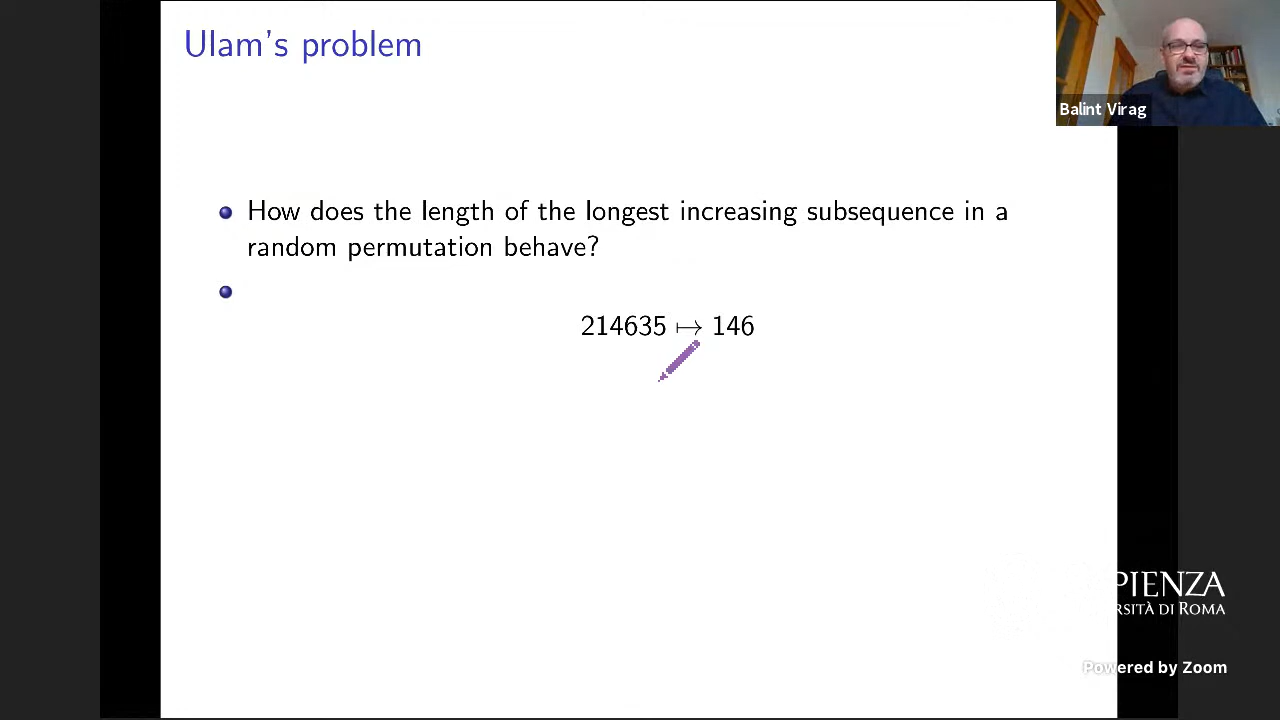 Ulam's problem
Balint Virag
How does the length of the longest increasing subsequence in a
random permutation behave?
214635 ↦ 146
PIENZA
RSITÀ DI ROMA
Powered by Zoom